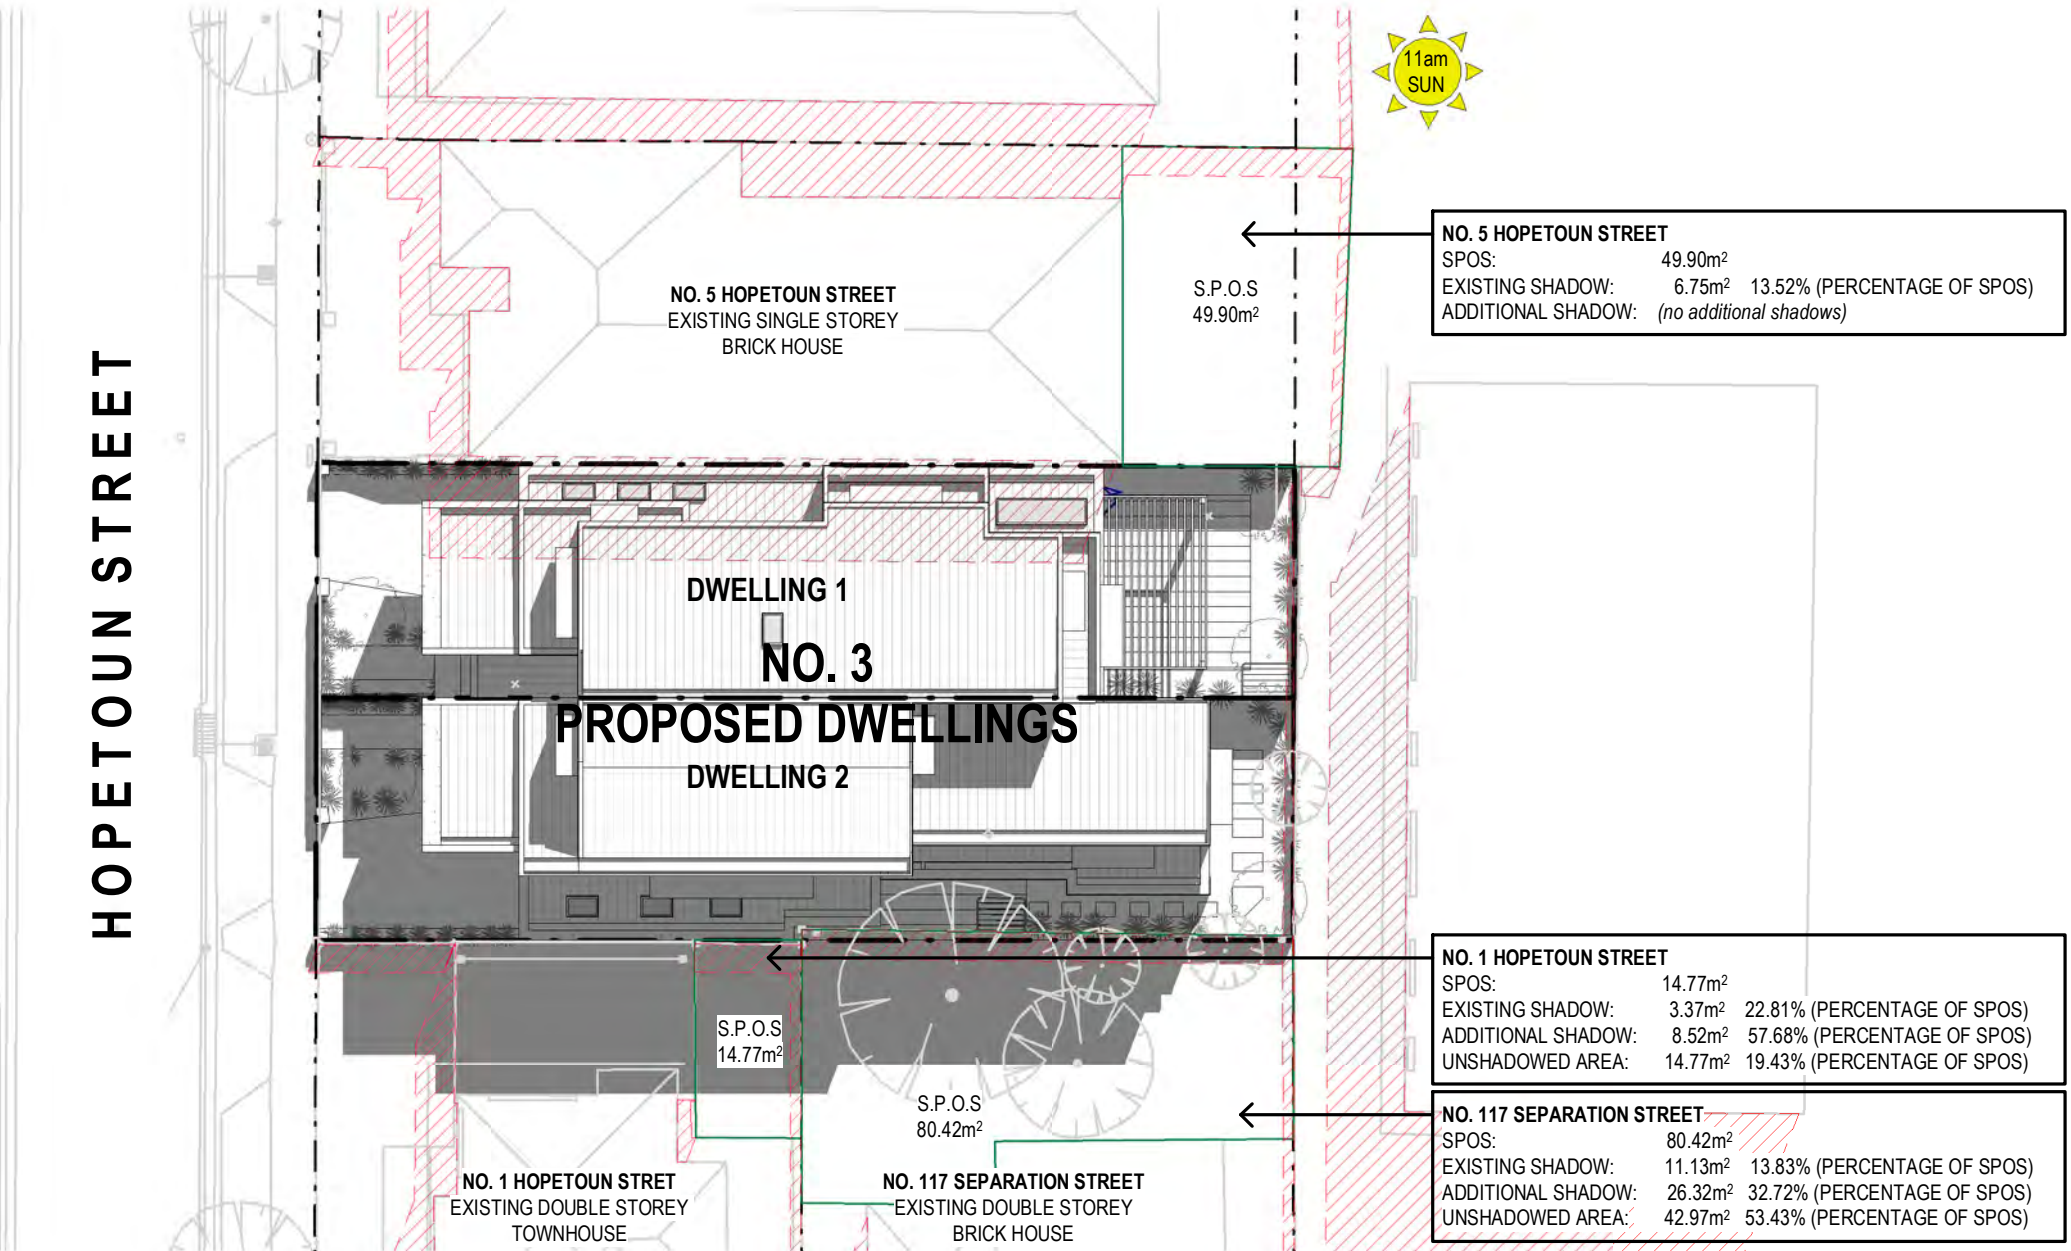 11am
SUN
NO. 5 HOPETOUN STREET
SPOS: 49.90m²
EXISTING SHADOW: 6.75m² 13.52% (PERCENTAGE OF SPOS)
ADDITIONAL SHADOW: (no additional shadows)
NO. 5 HOPETOUN STREET
EXISTING SINGLE STOREY
BRICK HOUSE
S.P.O.S
49.90m²
HOPETOUN STREET
DWELLING 1
NO. 3
PROPOSED DWELLINGS
DWELLING 2
NO. 1 HOPETOUN STREET
SPOS: 14.77m²
EXISTING SHADOW: 3.37m² 22.81% (PERCENTAGE OF SPOS)
ADDITIONAL SHADOW: 8.52m² 57.68% (PERCENTAGE OF SPOS)
UNSHADOWED AREA: 14.77m² 19.43% (PERCENTAGE OF SPOS)
S.P.O.S
14.77m²
S.P.O.S
80.42m²
NO. 117 SEPARATION STREET
SPOS: 80.42m²
EXISTING SHADOW: 11.13m² 13.83% (PERCENTAGE OF SPOS)
ADDITIONAL SHADOW: 26.32m² 32.72% (PERCENTAGE OF SPOS)
UNSHADOWED AREA: 42.97m² 53.43% (PERCENTAGE OF SPOS)
NO. 1 HOPETOUN STRET
EXISTING DOUBLE STOREY
TOWNHOUSE
NO. 117 SEPARATION STREET
EXISTING DOUBLE STOREY
BRICK HOUSE